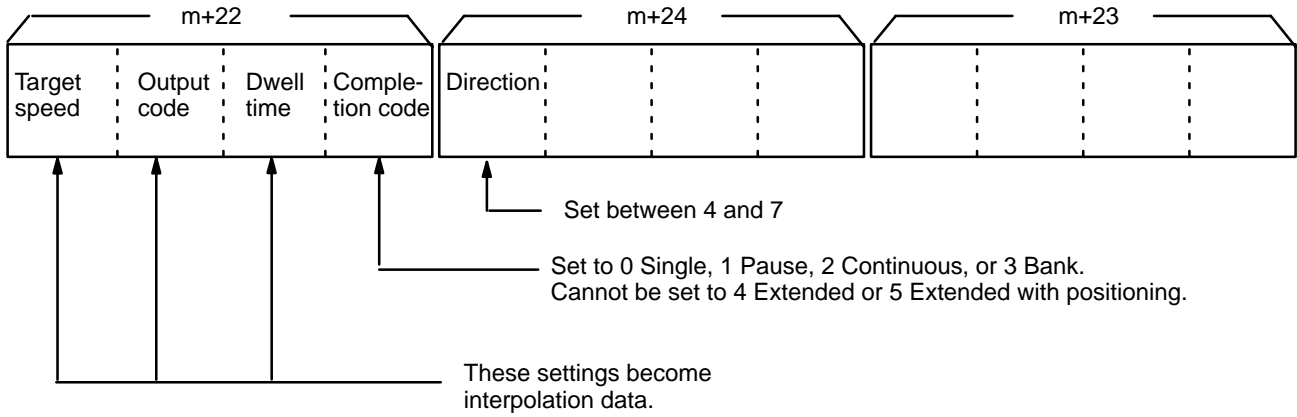 m+22 m+24 m+23
Target Output Dwell Comple- Direction
speed code time tion code
Set between 4 and 7
Set to 0 Single, 1 Pause, 2 Continuous, or 3 Bank.
Cannot be set to 4 Extended or 5 Extended with positioning.
These settings become
interpolation data.